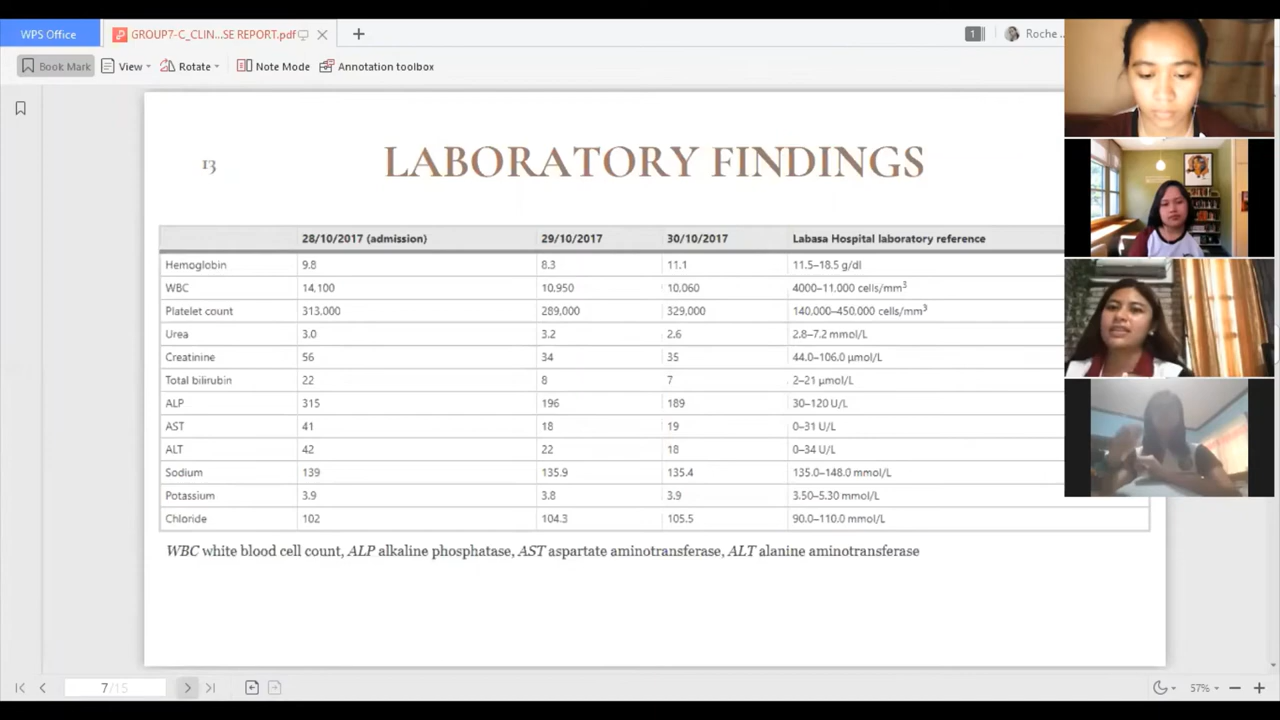 WPS Office
GROUP7-C_CLIN...SE REPORT.pdf
1
Roche ...
Book Mark
View
Rotate
Note Mode
Annotation toolbox
13
LABORATORY FINDINGS
28/10/2017 (admission) 29/10/2017 30/10/2017 Labasa Hospital laboratory reference
Hemoglobin 9.8 8.3 11.1 11.5–18.5 g/dl
WBC 14,100 10,950 10,060 4000–11,000 cells/mm³
Platelet count 313,000 289,000 329,000 140,000–450,000 cells/mm³
Urea 3.0 3.2 2.6 2.8–7.2 mmol/L
Creatinine 56 34 35 44.0–106.0 µmol/L
Total bilirubin 22 8 7 2–21 µmol/L
ALP 315 196 189 30–120 U/L
AST 41 18 19 0–31 U/L
ALT 42 22 18 0–34 U/L
Sodium 139 135.9 135.4 135.0–148.0 mmol/L
Potassium 3.9 3.8 3.9 3.50–5.30 mmol/L
Chloride 102 104.3 105.5 90.0–110.0 mmol/L
WBC white blood cell count, ALP alkaline phosphatase, AST aspartate aminotransferase, ALT alanine aminotransferase
7/15
57%